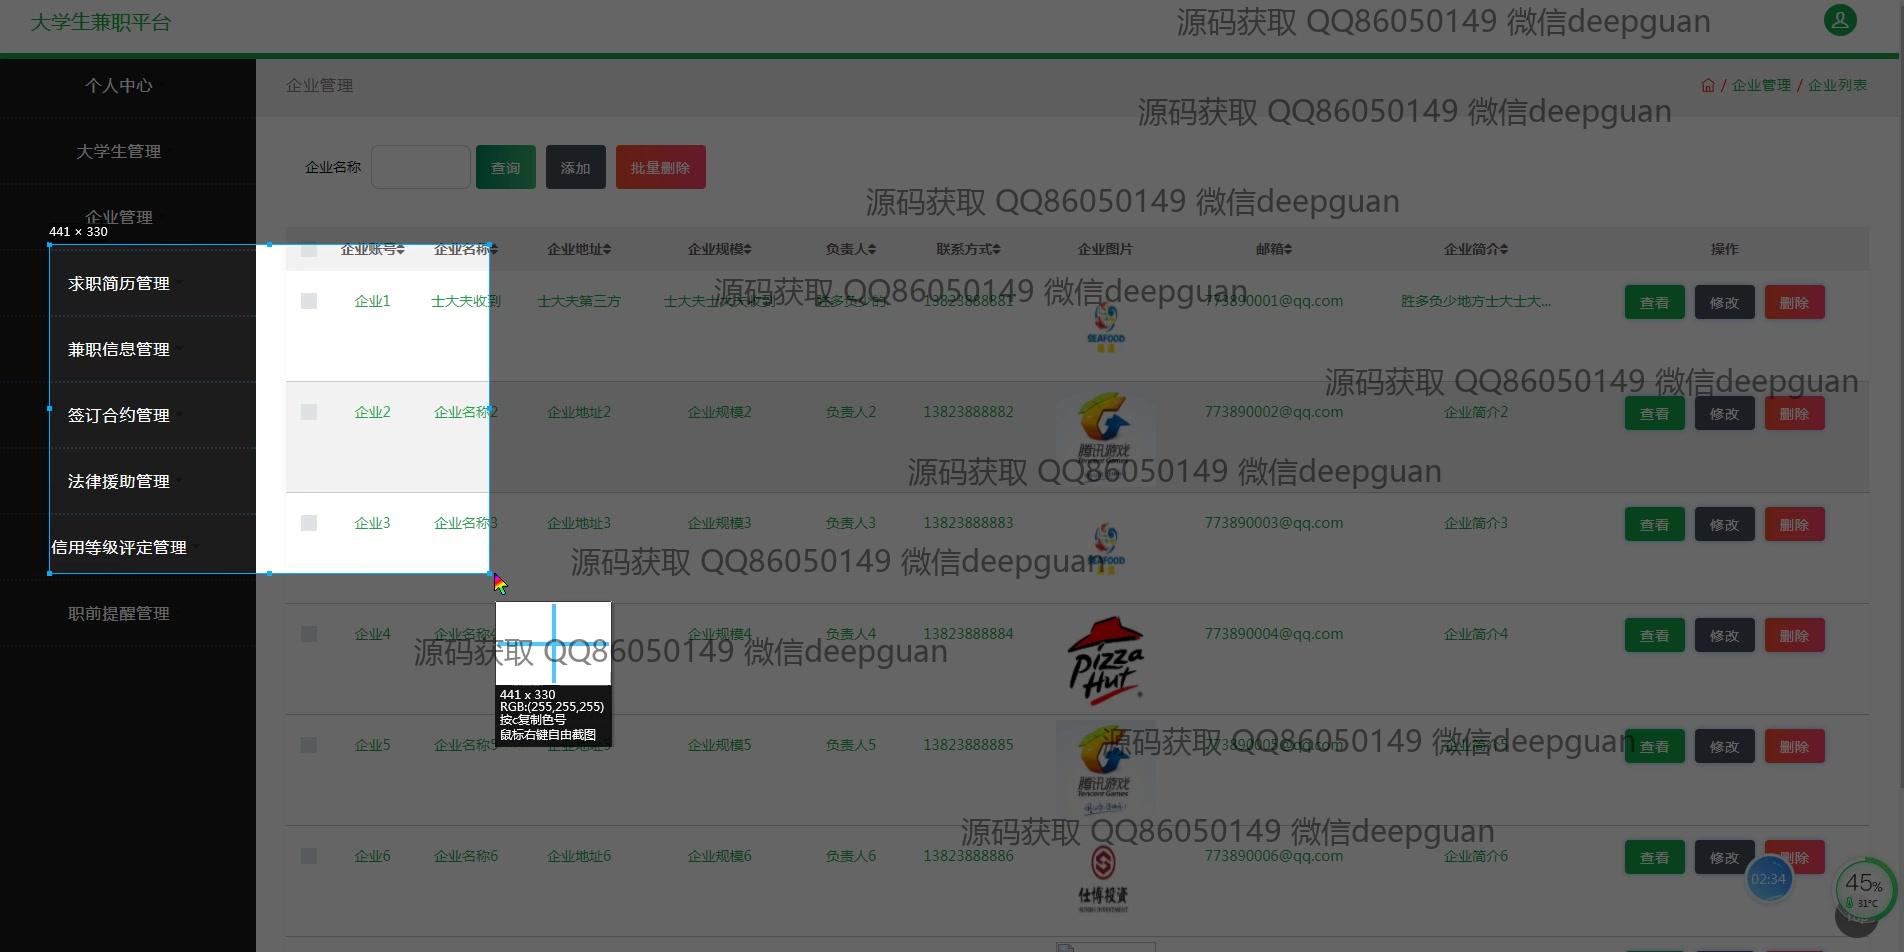 大学生兼职平台
源码获取 QQ86050149 微信deepguan
个人中心
企业管理
企业管理 / 企业列表
源码获取 QQ86050149 微信deepguan
大学生管理
企业名称 查询 添加 批量删除
源码获取 QQ86050149 微信deepguan
企业管理
441 × 330
企业账号 企业名称 企业地址 企业规模 负责人 联系方式 企业图片 邮箱 企业简介 操作
求职简历管理
源码获取 QQ86050149 微信deepguan
企业1 士大夫收到 士大夫第三方 13823888881 773890001@qq.com 胜多负少地方士大士大... 查看 修改 删除
SEAFOOD
兼职信息管理
源码获取 QQ86050149 微信deepguan
签订合约管理
企业2 企业名称2 企业地址2 企业规模2 负责人2 13823888882 773890002@qq.com 企业简介2 查看 修改 删除
腾讯游戏
Tencent Games
源码获取 QQ86050149 微信deepguan
法律援助管理
企业3 企业名称3 企业地址3 企业规模3 负责人3 13823888883 773890003@qq.com 企业简介3 查看 修改 删除
SEAFOOD
信用等级评定管理
源码获取 QQ86050149 微信deepguan
职前提醒管理
企业4 企业名称4 企业规模4 负责人4 13823888884 773890004@qq.com 企业简介4 查看 修改 删除
Pizza
Hut
源码获取 QQ86050149 微信deepguan
441 x 330
RGB:(255,255,255)
按c复制色号
鼠标右键自由截图
企业5 企业名称5 企业地址5 企业规模5 负责人5 13823888885 773890005@qq.com 企业简介5 查看 修改 删除
腾讯游戏
Tencent Games
源码获取 QQ86050149 微信deepguan
源码获取 QQ86050149 微信deepguan
企业6 企业名称6 企业地址6 企业规模6 负责人6 13823888886 773890006@qq.com 企业简介6 查看 修改 删除
仕博投资
02:34
45%
31°C